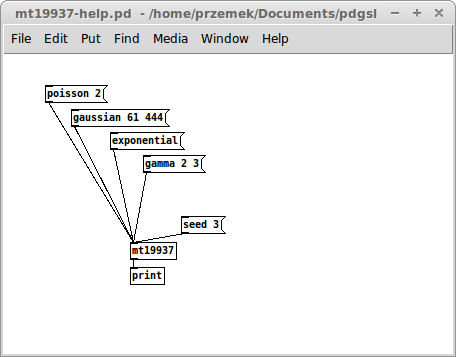 mt19937-help.pd - /home/przemek/Documents/pdgsl
File Edit Put Find Media Window Help
poisson 2
gaussian 61 444
exponential
gamma 2 3
seed 3
mt19937
print